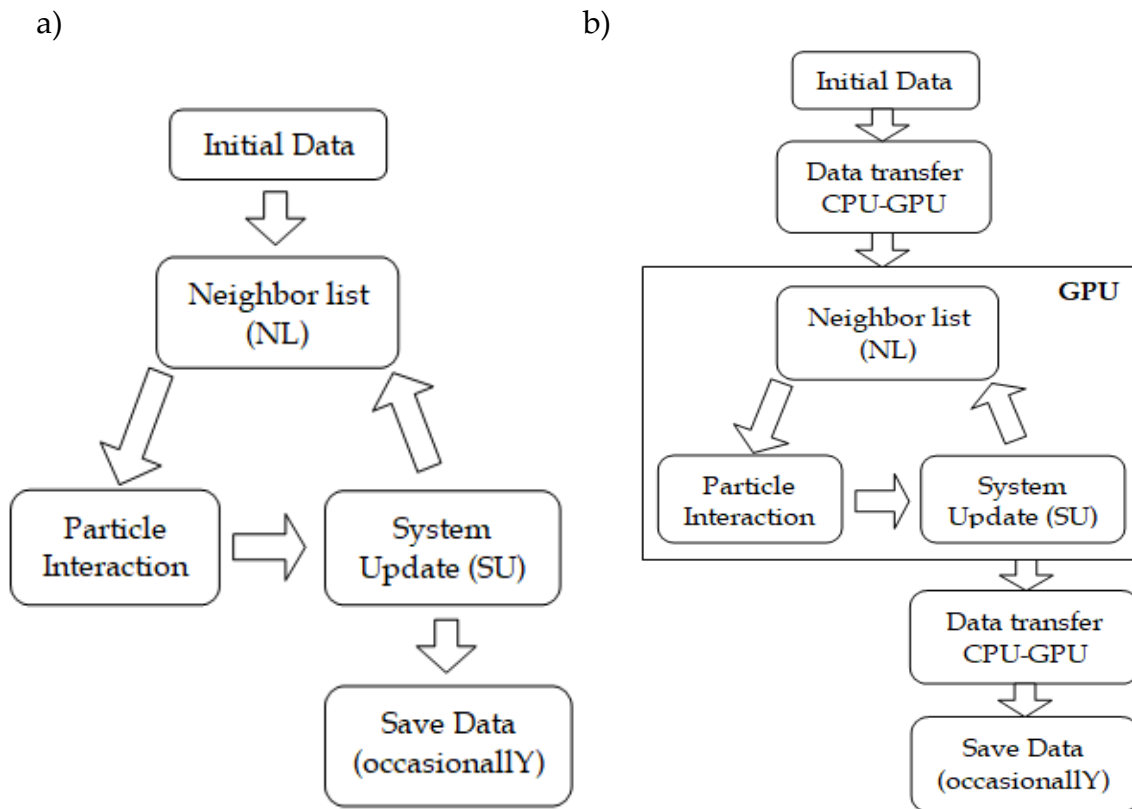 a)
Initial Data
Neighbor list
(NL)
Particle
Interaction
System
Update (SU)
Save Data
(occasionallY)
b)
Initial Data
Data transfer
CPU-GPU
GPU
Neighbor list
(NL)
Particle
Interaction
System
Update (SU)
Data transfer
CPU-GPU
Save Data
(occasionallY)